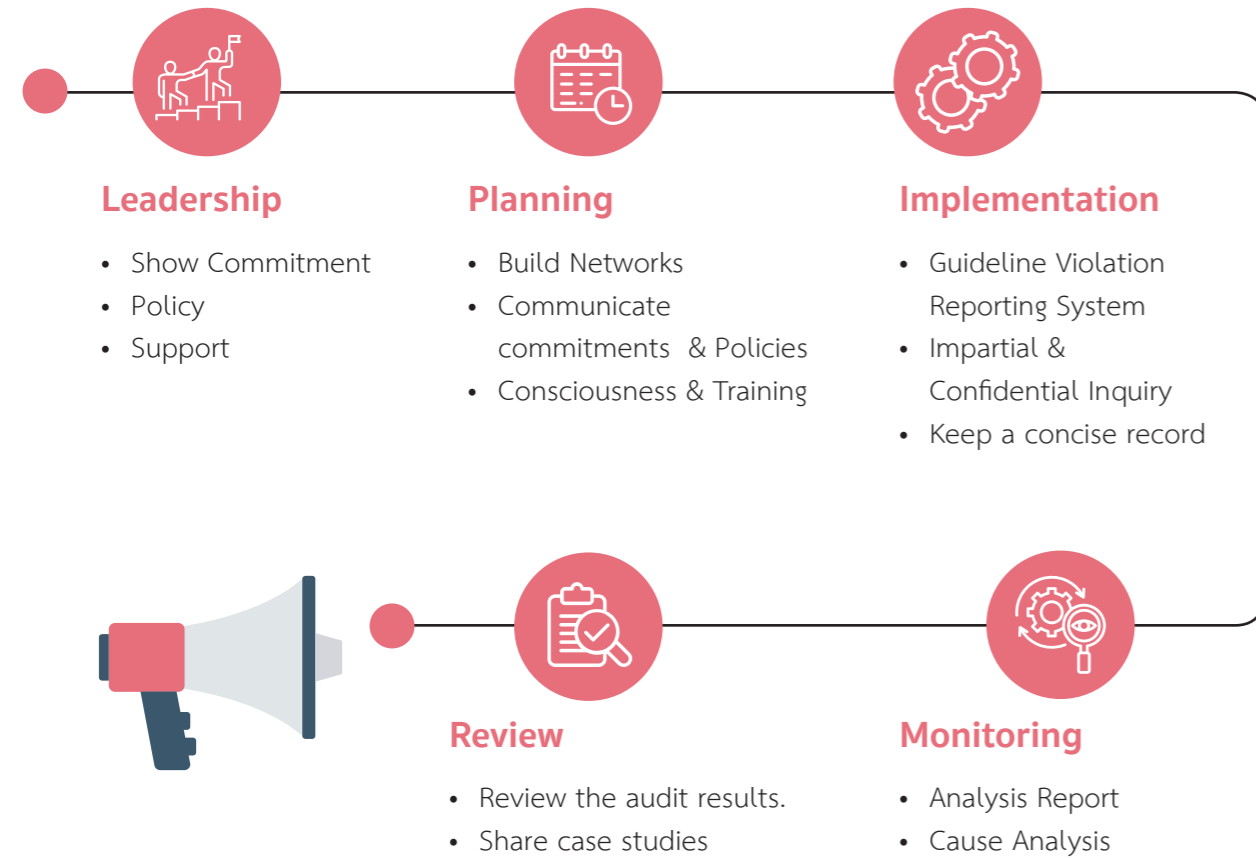 Leadership
• Show Commitment
• Policy
• Support
Planning
• Build Networks
• Communicate
commitments & Policies
• Consciousness & Training
Implementation
• Guideline Violation
Reporting System
• Impartial &
Confidential Inquiry
• Keep a concise record
Review
• Review the audit results.
• Share case studies
Monitoring
• Analysis Report
• Cause Analysis